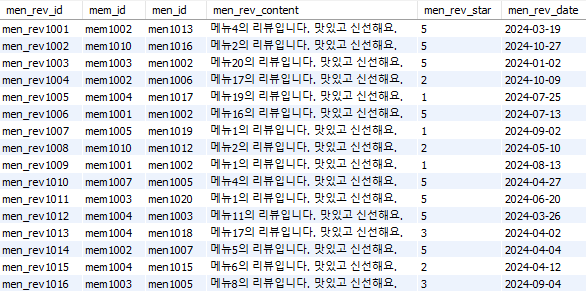 men_rev_id mem_id men_id men_rev_content men_rev_star men_rev_date
men_rev1001 mem1002 men1013 메뉴4의 리뷰입니다. 맛있고 신선해요. 5 2024-03-19
men_rev1002 mem1010 men1016 메뉴2의 리뷰입니다. 맛있고 신선해요. 5 2024-10-27
men_rev1003 mem1003 men1002 메뉴20의 리뷰입니다. 맛있고 신선해요. 5 2024-01-02
men_rev1004 mem1002 men1006 메뉴17의 리뷰입니다. 맛있고 신선해요. 2 2024-10-09
men_rev1005 mem1004 men1017 메뉴19의 리뷰입니다. 맛있고 신선해요. 1 2024-07-25
men_rev1006 mem1001 men1002 메뉴16의 리뷰입니다. 맛있고 신선해요. 5 2024-07-13
men_rev1007 mem1005 men1019 메뉴1의 리뷰입니다. 맛있고 신선해요. 1 2024-09-02
men_rev1008 mem1010 men1012 메뉴2의 리뷰입니다. 맛있고 신선해요. 2 2024-05-10
men_rev1009 mem1001 men1002 메뉴1의 리뷰입니다. 맛있고 신선해요. 1 2024-08-13
men_rev1010 mem1007 men1005 메뉴4의 리뷰입니다. 맛있고 신선해요. 5 2024-04-27
men_rev1011 mem1003 men1020 메뉴1의 리뷰입니다. 맛있고 신선해요. 5 2024-06-20
men_rev1012 mem1004 men1003 메뉴11의 리뷰입니다. 맛있고 신선해요. 5 2024-03-26
men_rev1013 mem1004 men1018 메뉴17의 리뷰입니다. 맛있고 신선해요. 3 2024-04-02
men_rev1014 mem1002 men1007 메뉴5의 리뷰입니다. 맛있고 신선해요. 5 2024-04-04
men_rev1015 mem1004 men1015 메뉴6의 리뷰입니다. 맛있고 신선해요. 2 2024-04-12
men_rev1016 mem1003 men1005 메뉴8의 리뷰입니다. 맛있고 신선해요. 3 2024-09-04